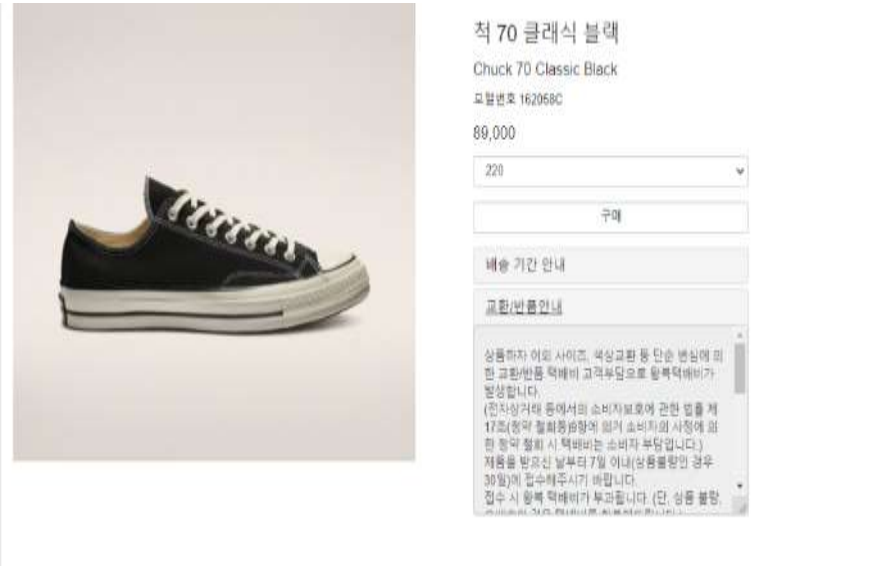 척 70 클래식 블랙
Chuck 70 Classic Black
모델번호 162058C
89,000
220
구매
배송 기간 안내
교환/반품안내
상품하자 이외 사이즈, 색상교환 등 단순 변심에 의
한 교환/반품 택배비 고객부담으로 왕복택배비가
발생합니다.
(전자상거래 등에서의 소비자보호에 관한 법률 제
17조(청약 철회등)9항에 의거 소비자의 사정에 의
한 청약 철회 시 택배비는 소비자 부담입니다.)
제품을 받으신 날부터 7일 이내(상품불량인 경우
30일)에 접수해주시기 바랍니다.
접수 시 왕복 택배비가 부과됩니다. (단, 상품 불량,